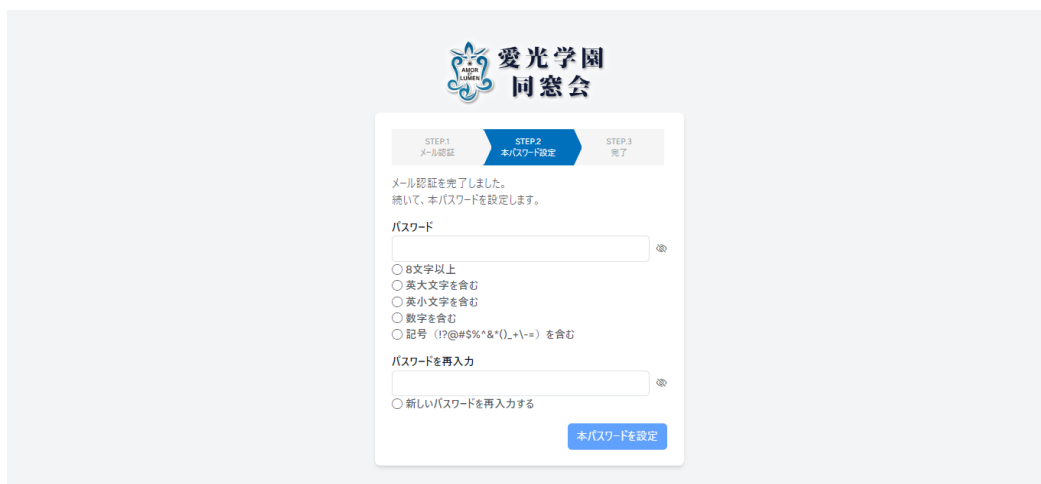 AMOR
ET
LUMEN
愛光学園
同窓会
STEP.1
メール認証
STEP.2
本パスワード設定
STEP.3
完了
メール認証を完了しました。
続いて、本パスワードを設定します。
パスワード
8文字以上
英大文字を含む
英小文字を含む
数字を含む
記号（!?@#$%^&*()_+\-=）を含む
パスワードを再入力
新しいパスワードを再入力する
本パスワードを設定